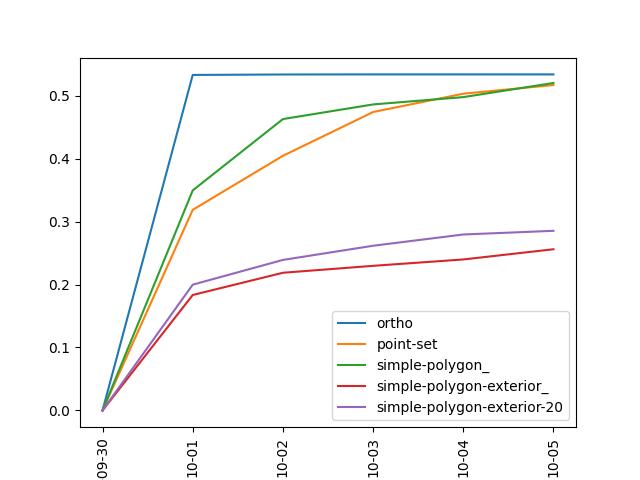 0.5
0.4
0.3
0.2
0.1
0.0
09-30
10-01
10-02
10-03
10-04
10-05
ortho
point-set
simple-polygon_
simple-polygon-exterior_
simple-polygon-exterior-20